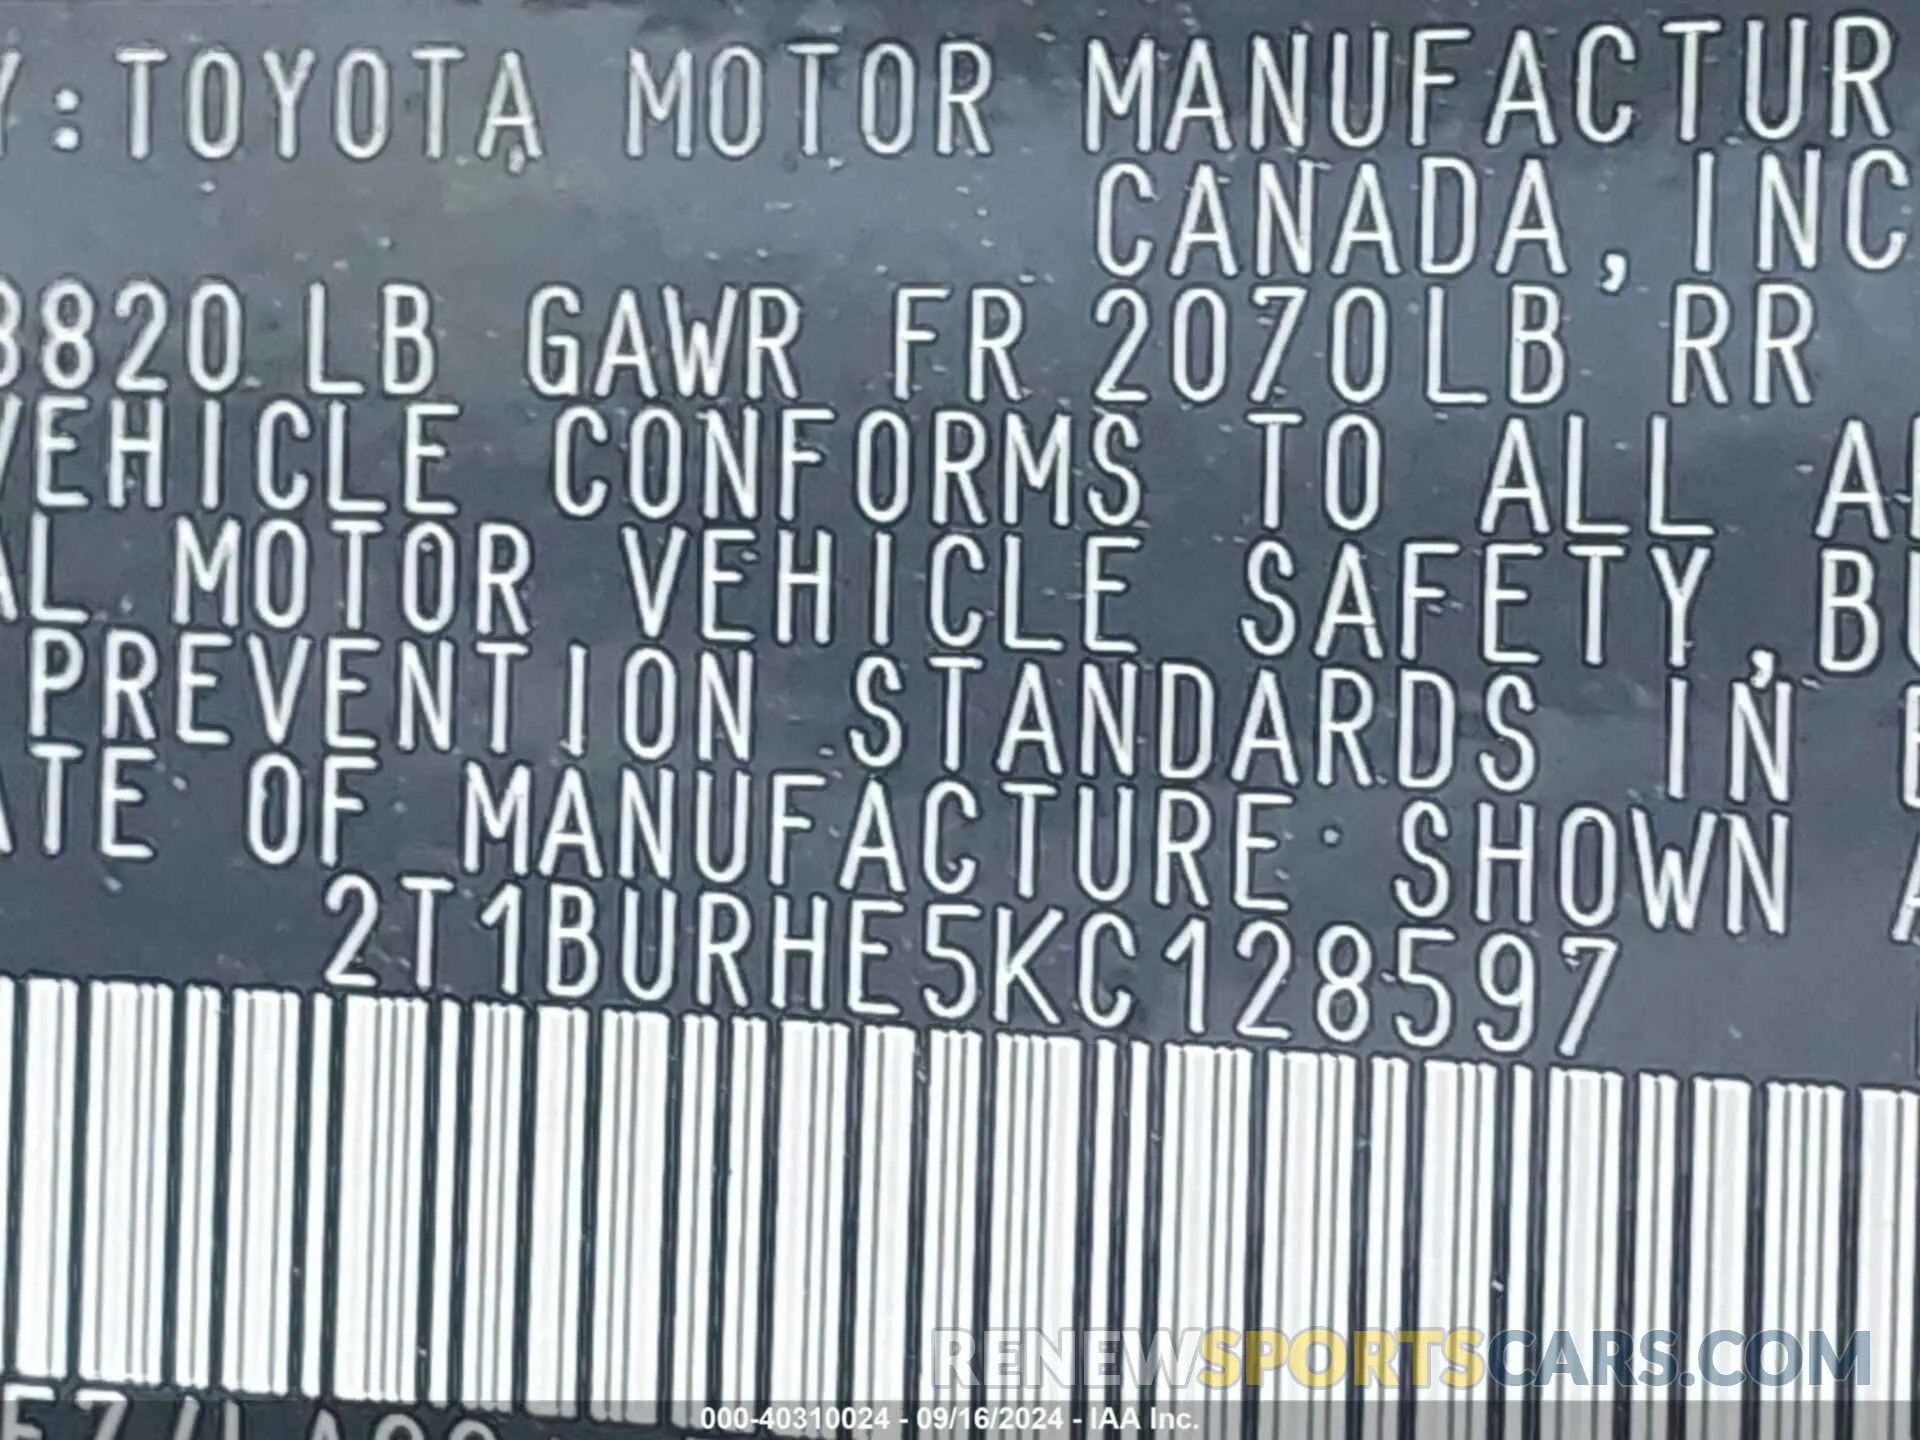 Y:TOYOTA MOTOR MANUFACTUR
CANADA, INC
3820 LB GAWR FR 2070LB RR
VEHICLE CONFORMS TO ALL
MOTOR VEHICLE SAFETY,
PREVENTION STANDARDS IN
ATE OF MANUFACTURE SHOWN A
2T1BURHE5KC128597
RENEWSPORTSCARS.COM
000-40310024 - 09/16/2024 - IAA Inc.